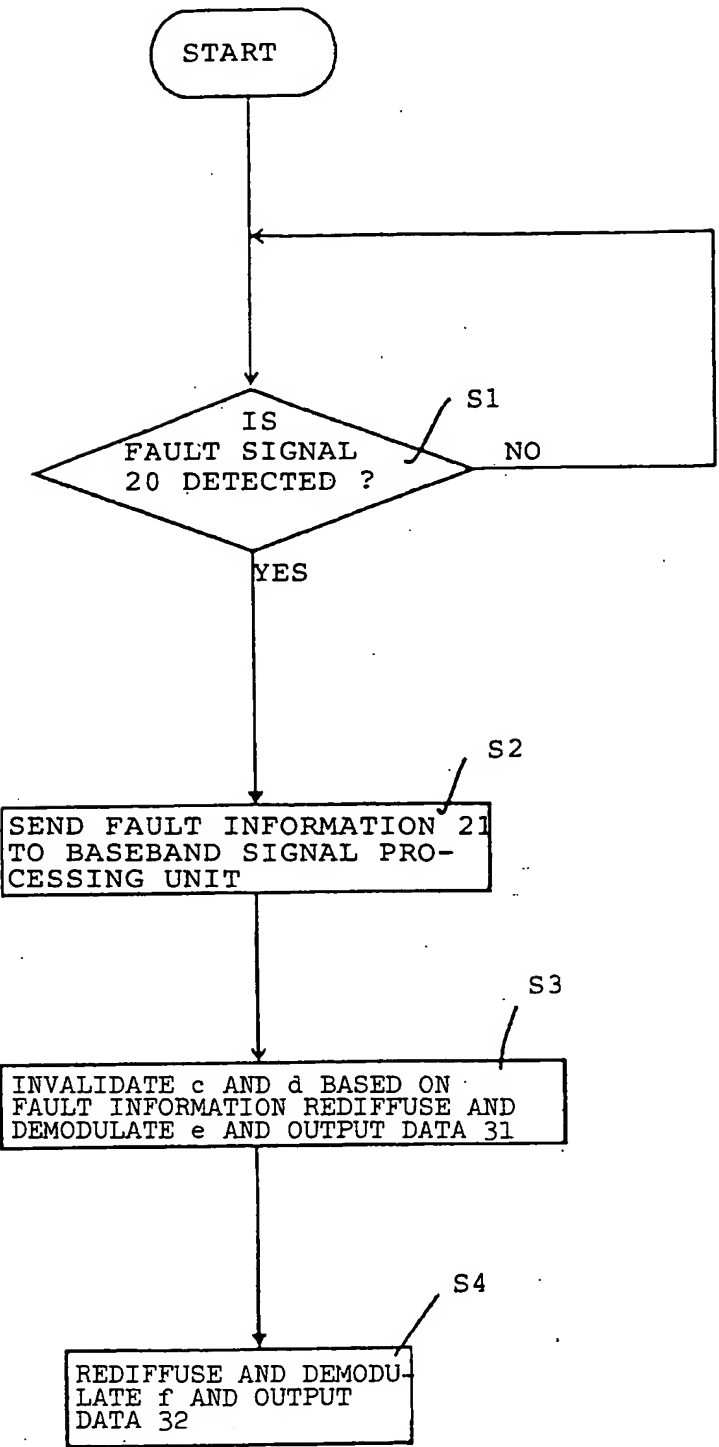 START
S1
IS
FAULT SIGNAL
20 DETECTED ?
NO
YES
S2
SEND FAULT INFORMATION 21
TO BASEBAND SIGNAL PRO-
CESSING UNIT
S3
INVALIDATE c AND d BASED ON
FAULT INFORMATION REDIFFUSE AND
DEMODULATE e AND OUTPUT DATA 31
S4
REDIFFUSE AND DEMODU-
LATE f AND OUTPUT
DATA 32